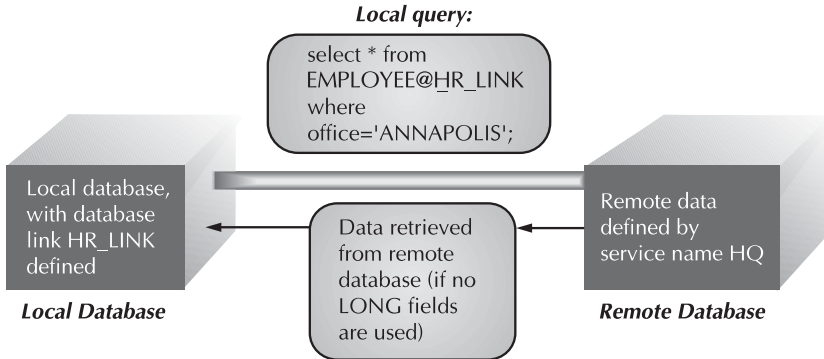 Local query:
select * from
EMPLOYEE@HR_LINK
where
office='ANNAPOLIS';
Local database,
with database
link HR_LINK
defined
Data retrieved
from remote
database (if no
LONG fields
are used)
Remote data
defined by
service name HQ
Local Database
Remote Database